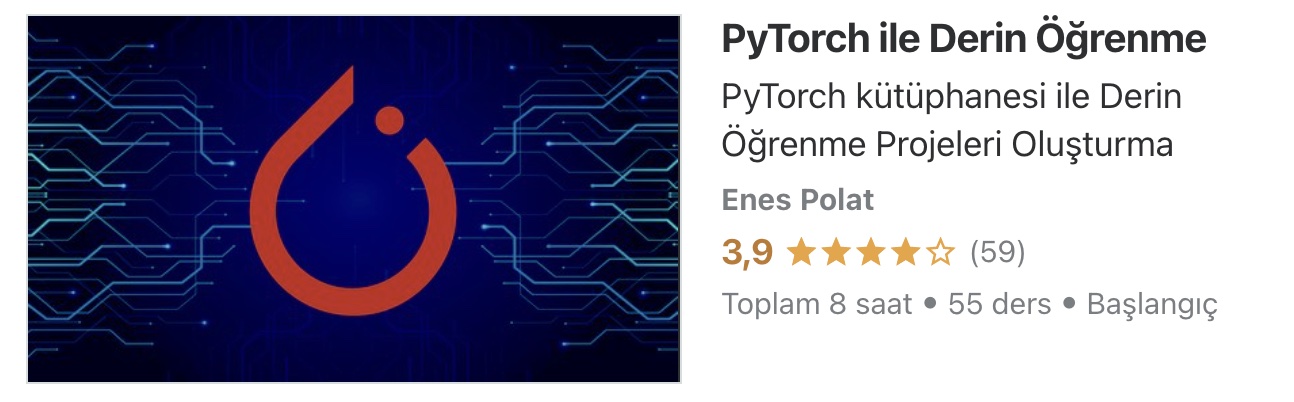 PyTorch ile Derin Öğrenme
PyTorch kütüphanesi ile Derin
Öğrenme Projeleri Oluşturma
Enes Polat
3,9 (59)
Toplam 8 saat • 55 ders • Başlangıç